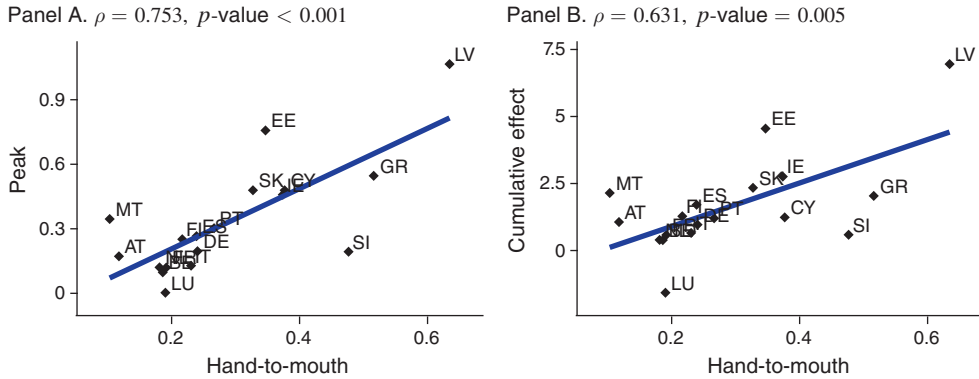 Panel A. ρ = 0.753, p-value < 0.001
0.9
0.6
0.3
0
Peak
LV
EE
SK
CY
IE
GR
MT
PT
ES
FI
DE
AT
IT
SI
BE
LU
0.2
0.4
0.6
Hand-to-mouth
Panel B. ρ = 0.631, p-value = 0.005
7.5
5
2.5
0
Cumulative effect
LV
EE
IE
SK
MT
ES
GR
FI
PT
CY
AT
DE
SI
LU
0.2
0.4
0.6
Hand-to-mouth